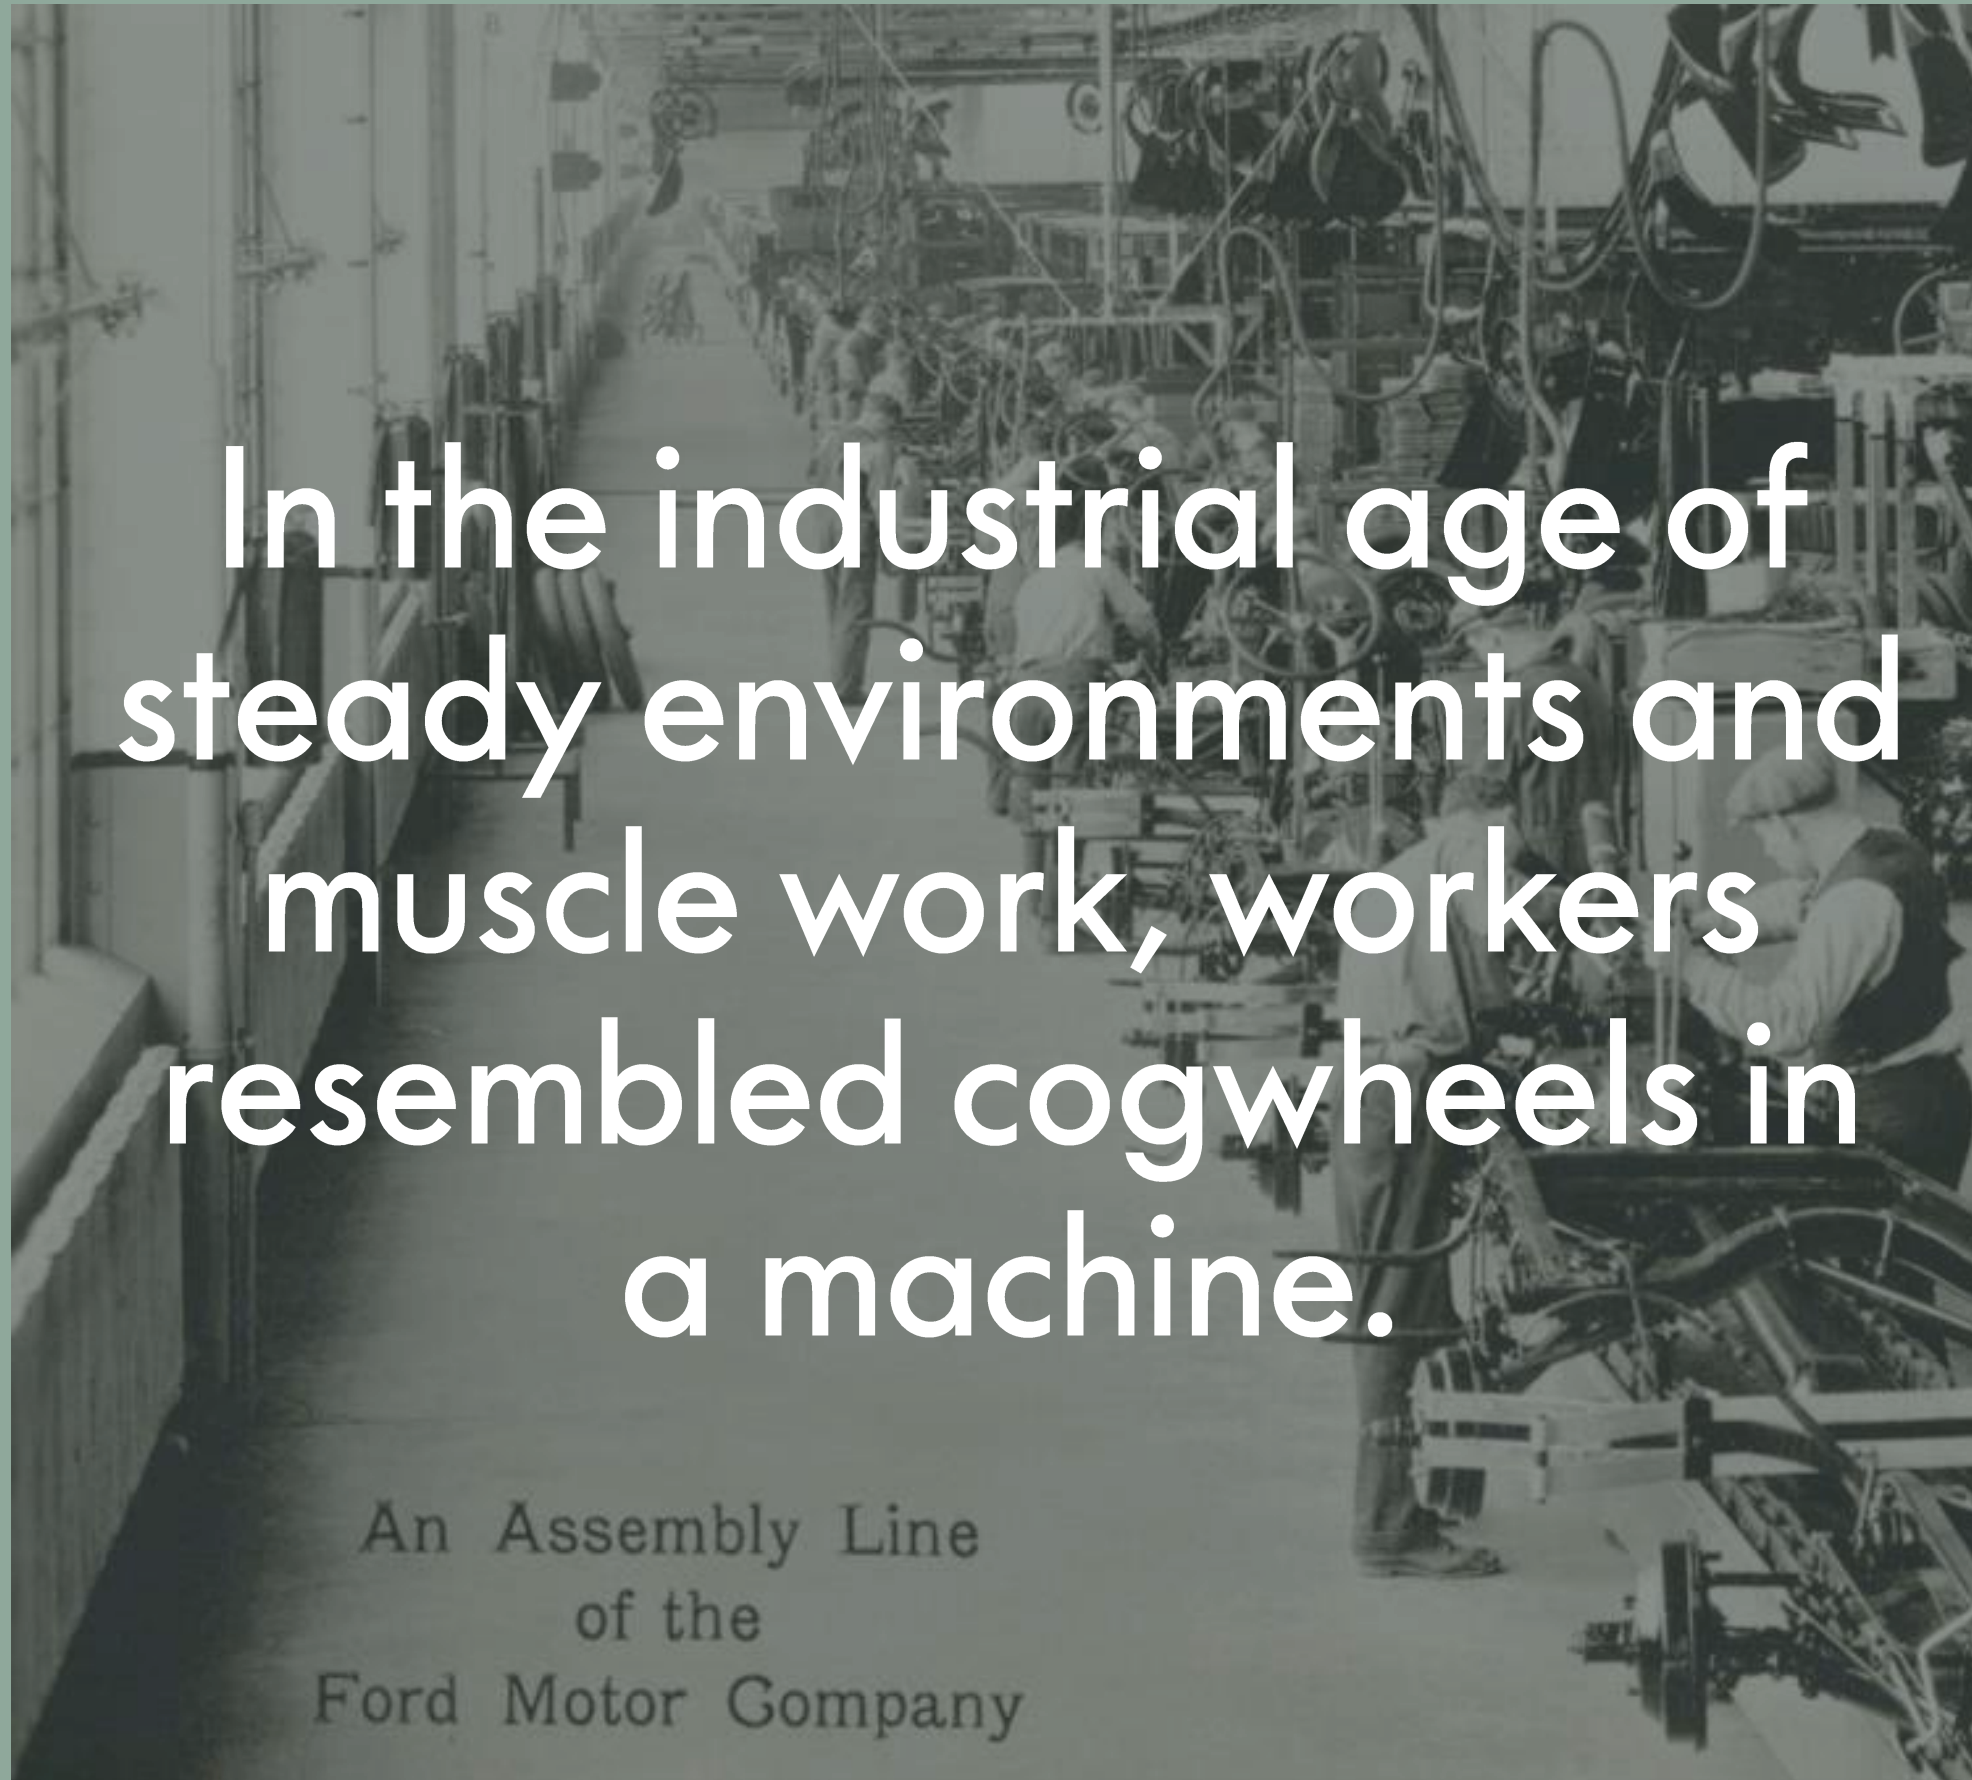 In the industrial age of
steady environments and
muscle work, workers
resembled cogwheels in
a machine.
An Assembly Line
of the
Ford Motor Company